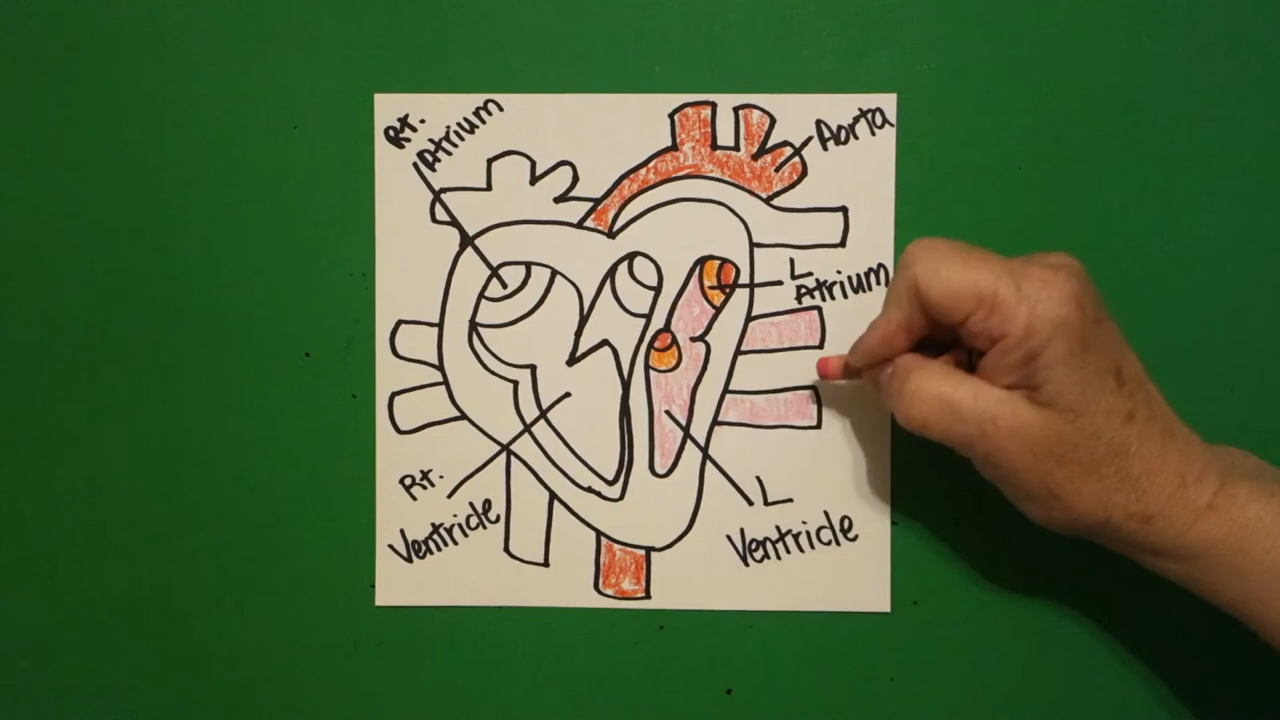 Rt.
Atrium
Aorta
L
Atrium
Rt.
Ventricle
L
Ventricle